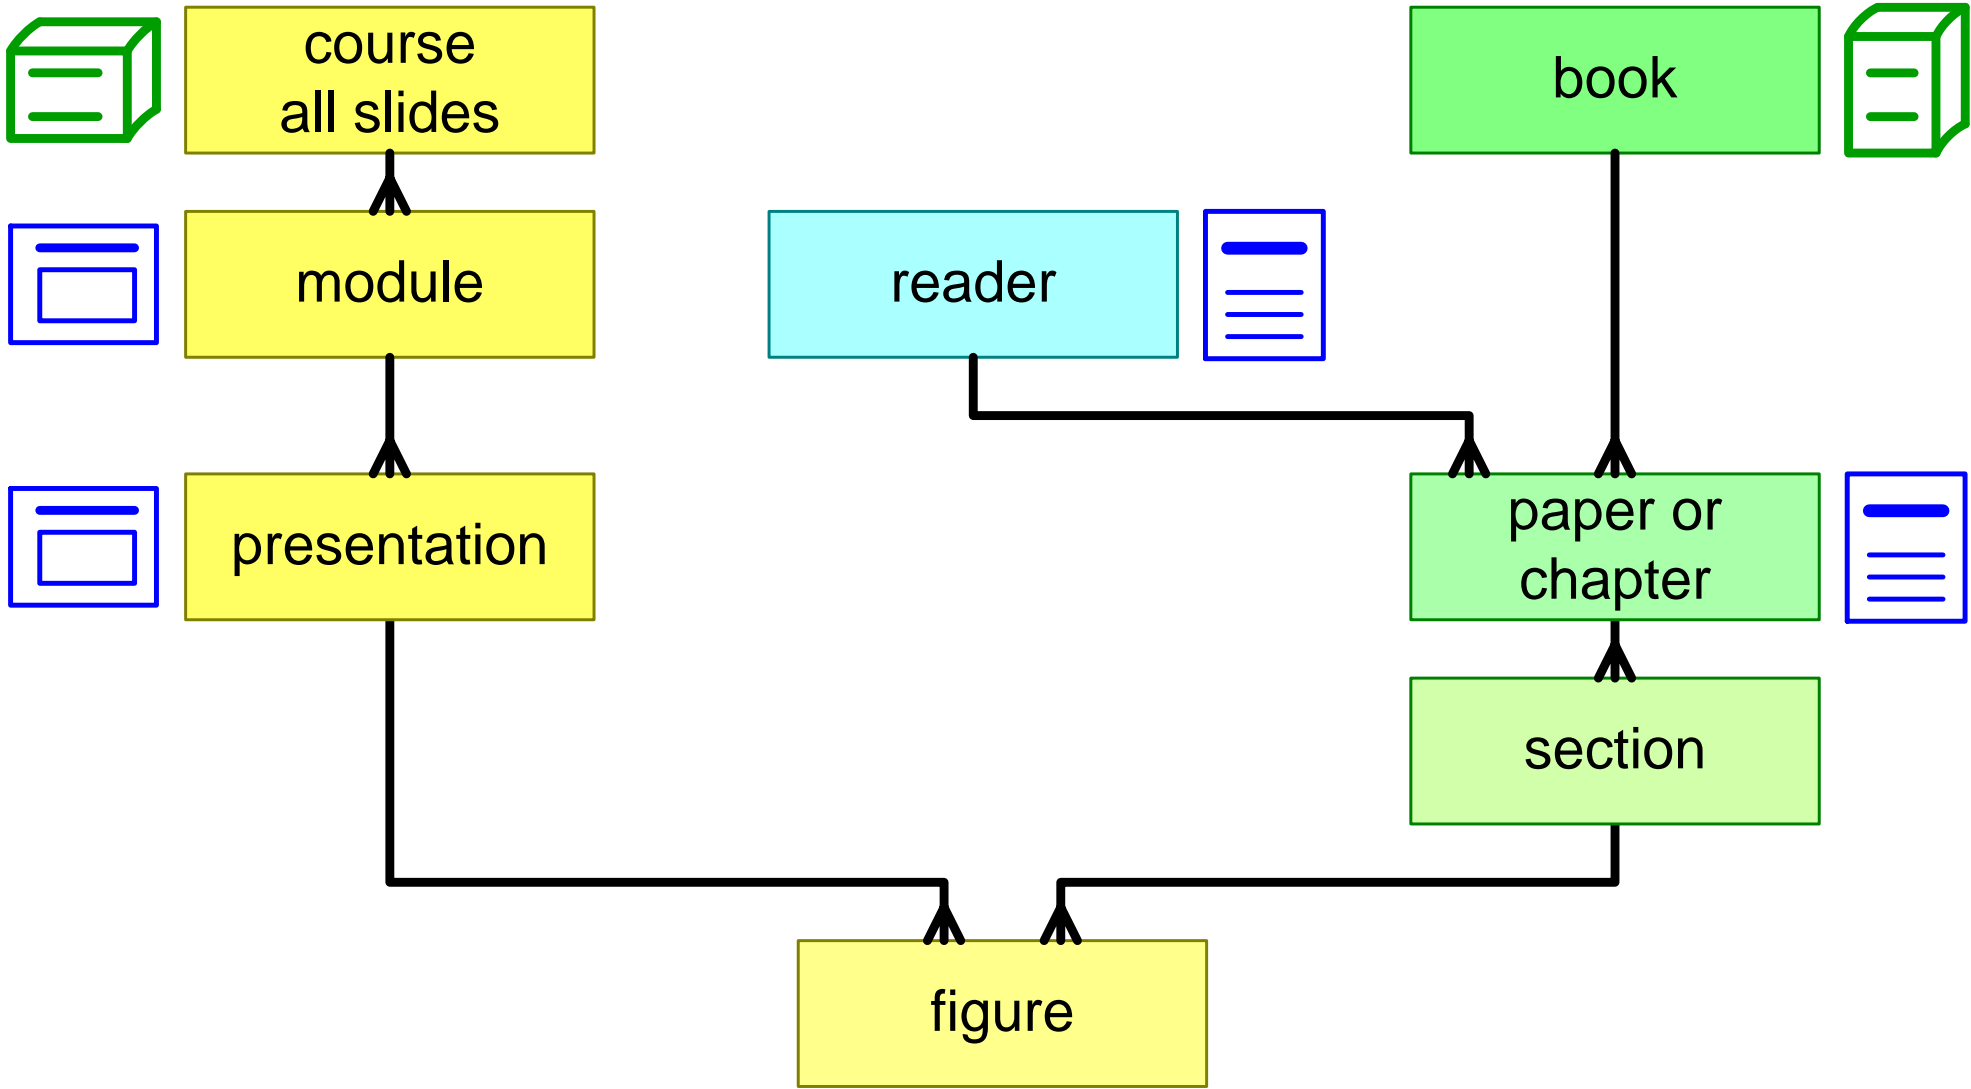 course
all slides
book
module
reader
presentation
paper or
chapter
section
figure